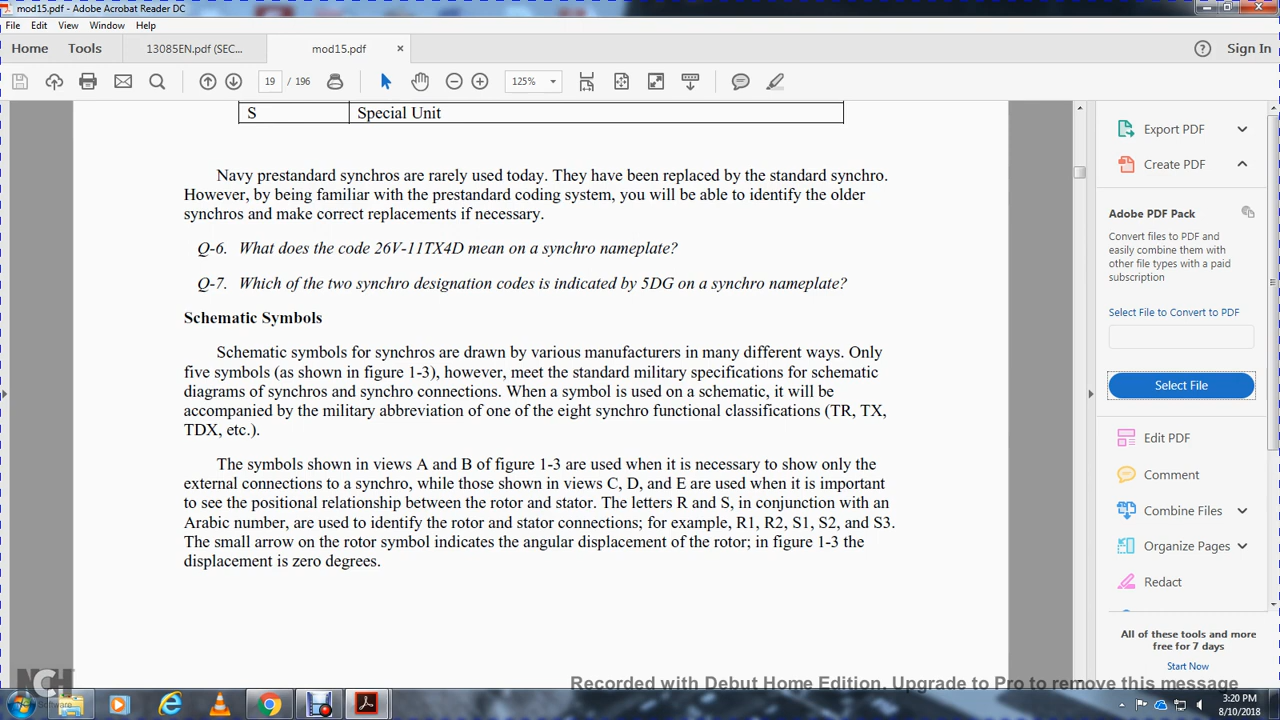 mod15.pdf - Adobe Acrobat Reader DC
File Edit View Window Help
Home Tools 13085EN.pdf (SEC... mod15.pdf × Sign In
19 / 196 125%
S Special Unit
Navy prestandard synchros are rarely used today. They have been replaced by the standard synchro.
However, by being familiar with the prestandard coding system, you will be able to identify the older
synchros and make correct replacements if necessary.
Q-6. What does the code 26V-11TX4D mean on a synchro nameplate?
Q-7. Which of the two synchro designation codes is indicated by 5DG on a synchro nameplate?
Schematic Symbols
Schematic symbols for synchros are drawn by various manufacturers in many different ways. Only
five symbols (as shown in figure 1-3), however, meet the standard military specifications for schematic
diagrams of synchros and synchro connections. When a symbol is used on a schematic, it will be
accompanied by the military abbreviation of one of the eight synchro functional classifications (TR, TX,
TDX, etc.).
The symbols shown in views A and B of figure 1-3 are used when it is necessary to show only the
external connections to a synchro, while those shown in views C, D, and E are used when it is important
to see the positional relationship between the rotor and stator. The letters R and S, in conjunction with an
Arabic number, are used to identify the rotor and stator connections; for example, R1, R2, S1, S2, and S3.
The small arrow on the rotor symbol indicates the angular displacement of the rotor; in figure 1-3 the
displacement is zero degrees.
Export PDF
Create PDF
Adobe PDF Pack
Convert files to PDF and
easily combine them with
other file types with a paid
subscription
Select File to Convert to PDF
Select File
Edit PDF
Comment
Combine Files
Organize Pages
Redact
All of these tools and more
free for 7 days
Start Now
NCH
Software
Recorded with Debut Home Edition. Upgrade to Pro to remove this message
3:20 PM
8/10/2018